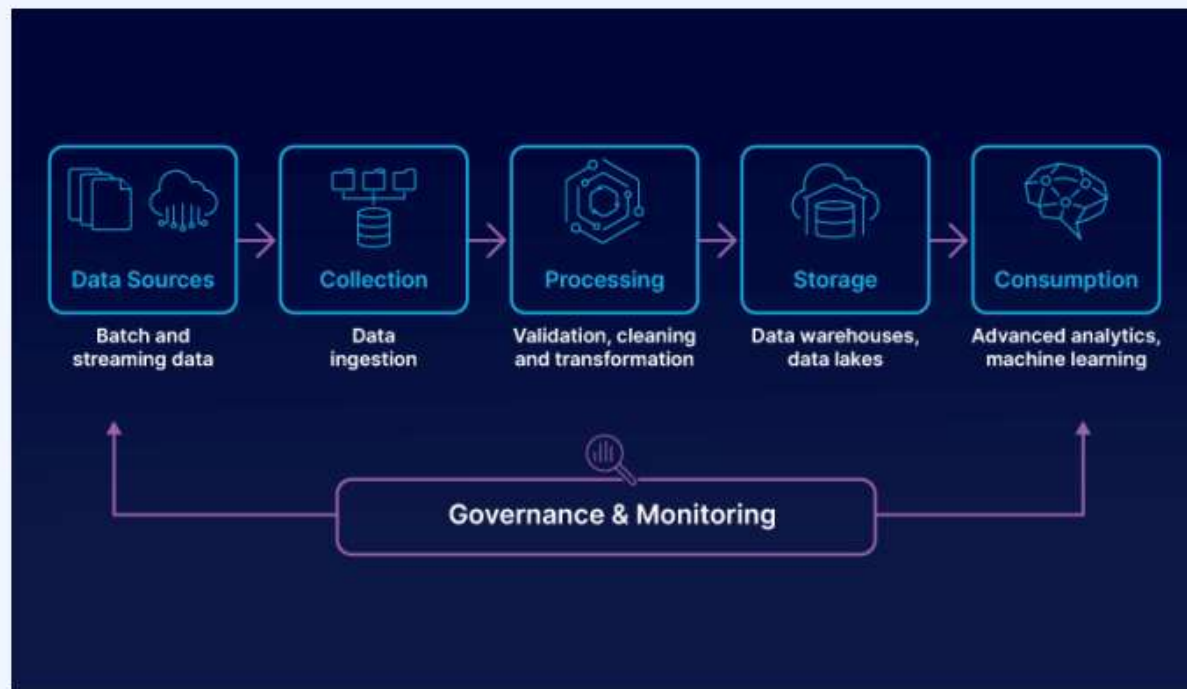 Data Sources
Collection
Processing
Storage
Consumption
Batch and
streaming data
Data
ingestion
Validation, cleaning
and transformation
Data warehouses,
data lakes
Advanced analytics,
machine learning
Governance & Monitoring